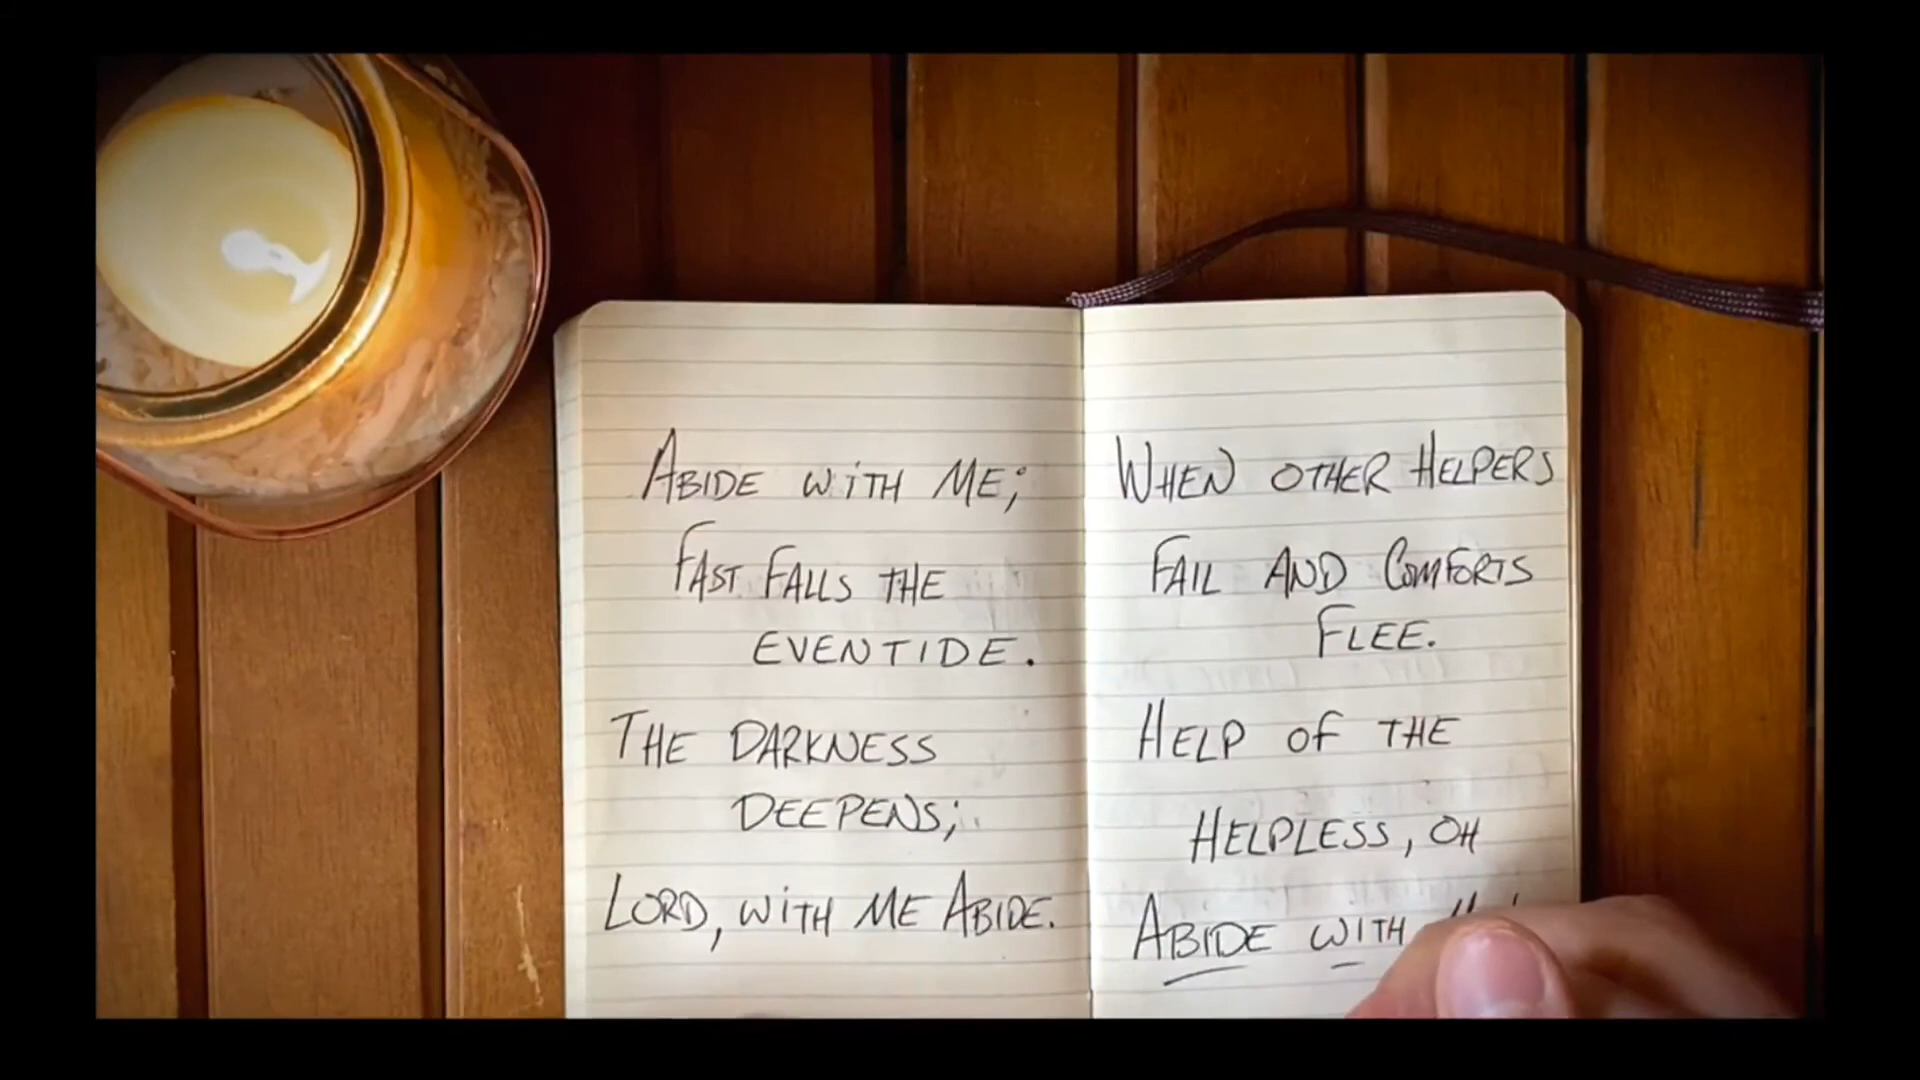 ABIDE WITH ME;
FAST FALLS THE
EVENTIDE.
THE DARKNESS
DEEPENS;
LORD, WITH ME ABIDE.
WHEN OTHER HELPERS
FAIL AND COMFORTS
FLEE.
HELP OF THE
HELPLESS, OH
ABIDE WITH